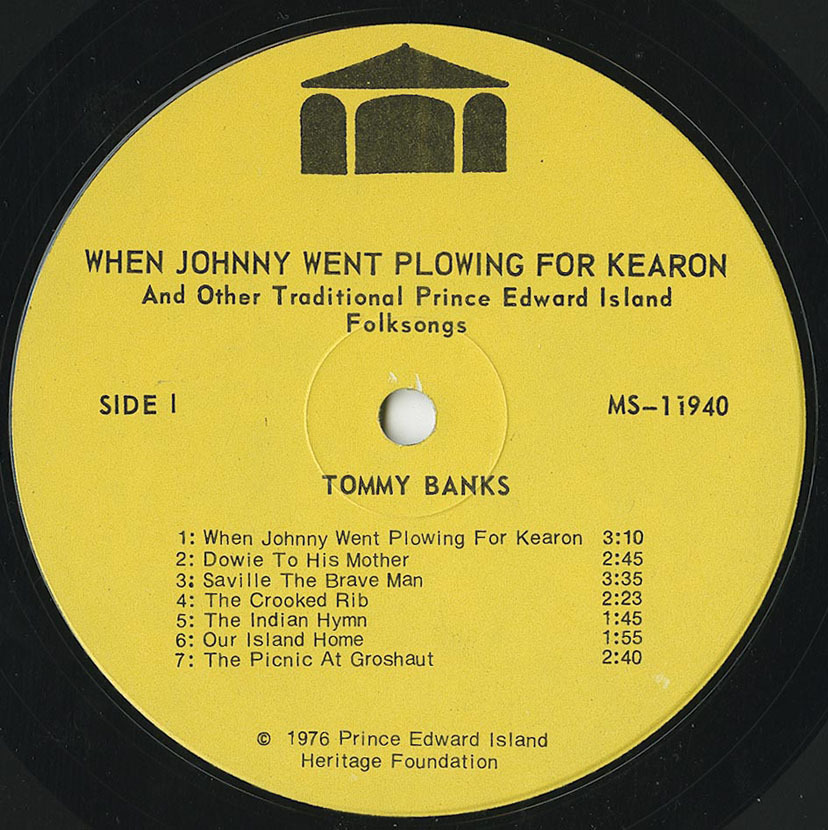 WHEN JOHNNY WENT PLOWING FOR KEARON
And Other Traditional Prince Edward Island
Folksongs
SIDE I
MS-11940
TOMMY BANKS
1: When Johnny Went Plowing For Kearon 3:10
2: Dowie To His Mother 2:45
3: Saville The Brave Man 3:35
4: The Crooked Rib 2:23
5: The Indian Hymn 1:45
6: Our Island Home 1:55
7: The Picnic At Groshaut 2:40
© 1976 Prince Edward Island
Heritage Foundation